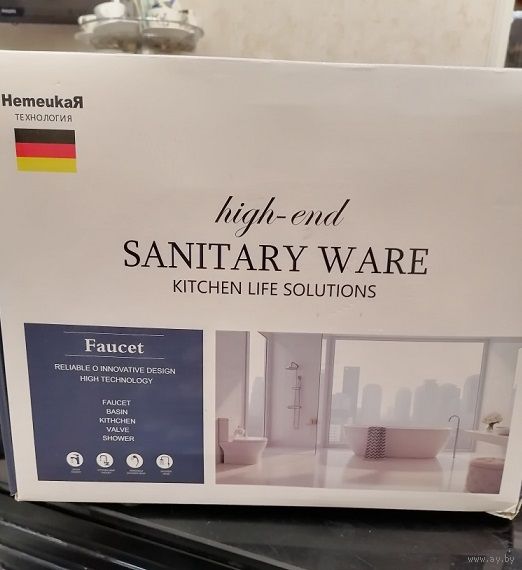 НетеиkаЯ
ТЕХНОЛОГИЯ
high-end
SANITARY WARE
KITCHEN LIFE SOLUTIONS
Faucet
RELIABLE O INNOVATIVE DESIGN
HIGH TECHNOLOGY
FAUCET
BASIN
KITHCHEN
VALVE
SHOWER
www.ay.by